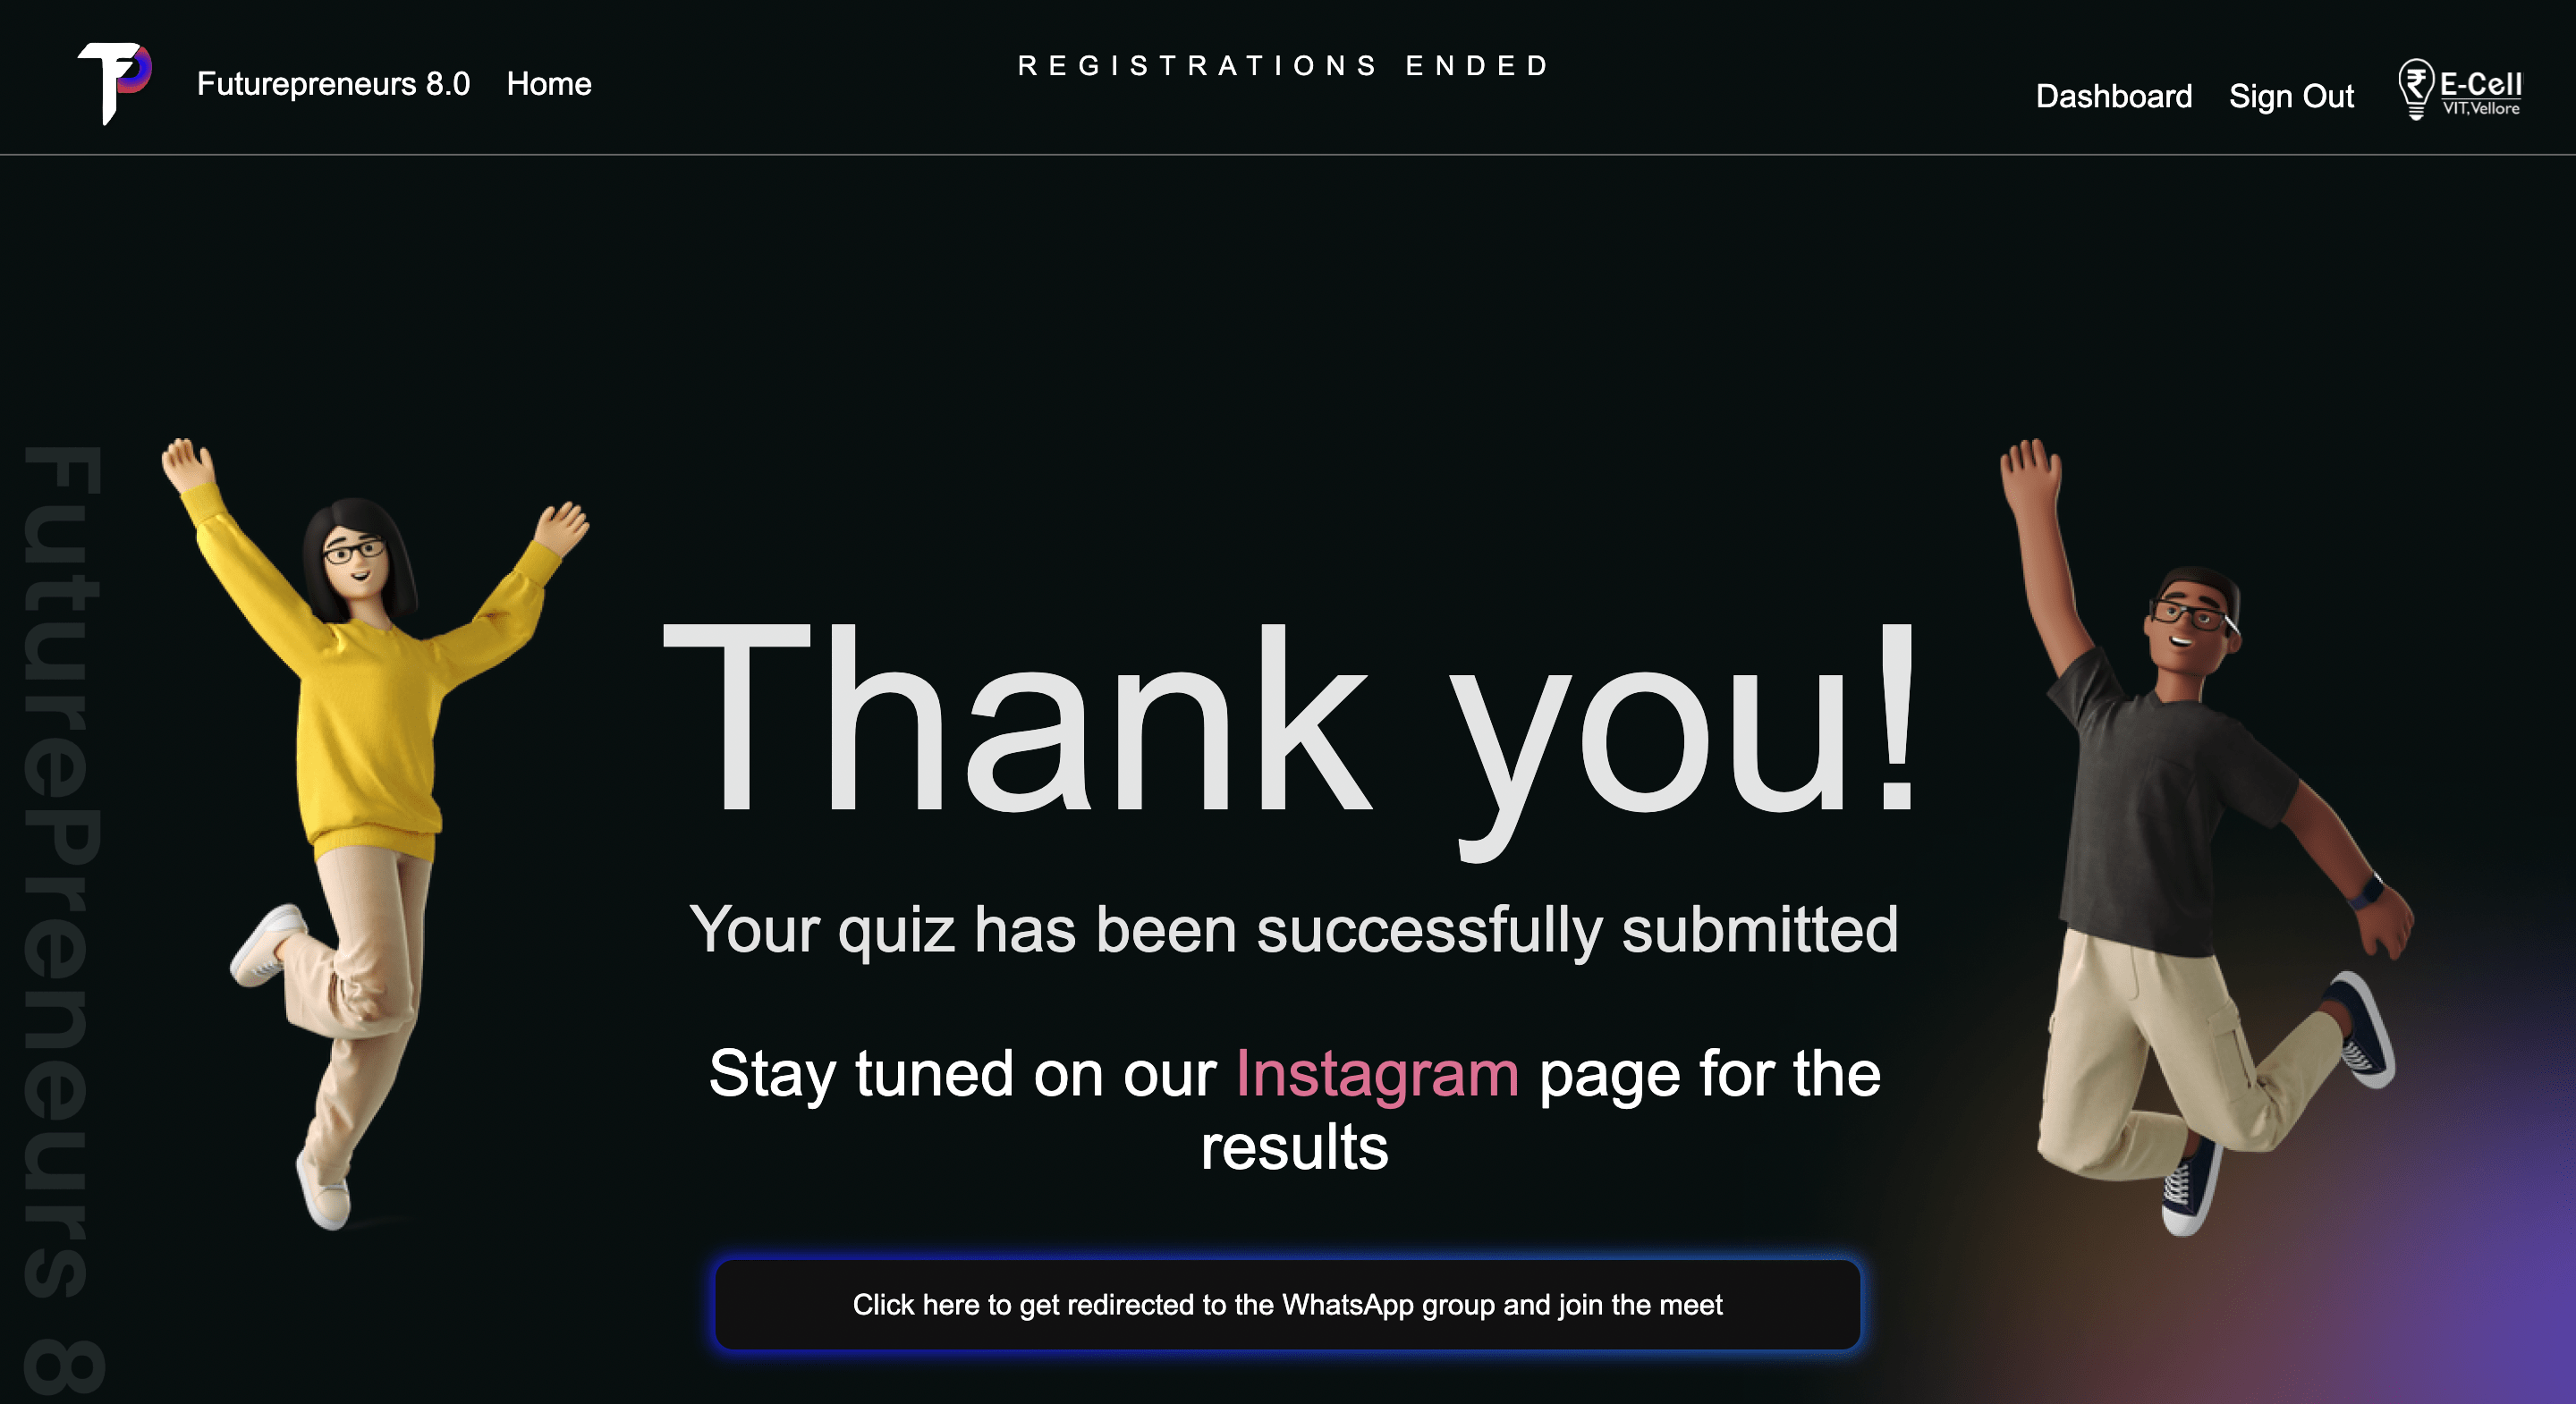 Futurepreneurs 8.0 Home
REGISTRATIONS ENDED
Dashboard Sign Out
E-Cell
VIT,Vellore
FuturePreneurs 8
Thank you!
Your quiz has been successfully submitted
Stay tuned on our Instagram page for the
results
Click here to get redirected to the WhatsApp group and join the meet